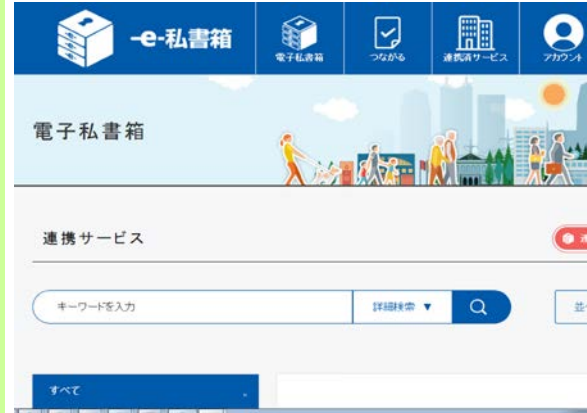 -e-私書箱
電子私書箱
つながる
連携済サービス
アカウント
電子私書箱
連携サービス
キーワードを入力
詳細検索 ▼
すべて